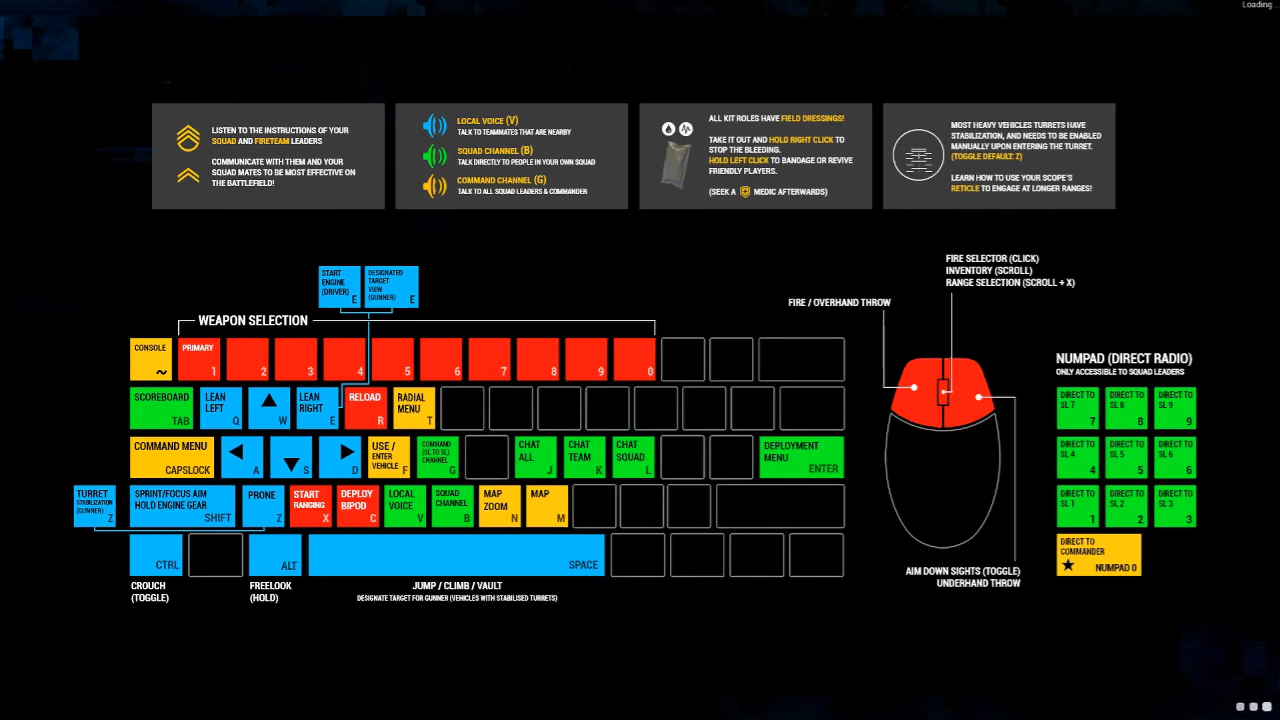 Loading
LISTEN TO THE INSTRUCTIONS OF YOUR
SQUAD AND FIRETEAM LEADERS
COMMUNICATE WITH THEM AND YOUR
SQUAD MATES TO BE MOST EFFECTIVE ON
THE BATTLEFIELD!
LOCAL VOICE (V)
TALK TO TEAMMATES THAT ARE NEARBY
SQUAD CHANNEL (B)
TALK DIRECTLY TO PEOPLE IN YOUR OWN SQUAD
COMMAND CHANNEL (G)
TALK TO ALL SQUAD LEADERS & COMMANDER
ALL KIT ROLES HAVE FIELD DRESSINGS!
TAKE IT OUT AND HOLD RIGHT CLICK TO
STOP THE BLEEDING.
HOLD LEFT CLICK TO BANDAGE OR REVIVE
FRIENDLY PLAYERS.
(SEEK A MEDIC AFTERWARDS)
MOST HEAVY VEHICLES TURRETS HAVE
STABILIZATION, AND NEEDS TO BE ENABLED
MANUALLY UPON ENTERING THE TURRET.
(TOGGLE DEFAULT: Z)
LEARN HOW TO USE YOUR SCOPE'S
RETICLE TO ENGAGE AT LONGER RANGES!
START
ENGINE
(DRIVER)
E
DESIGNATED
TARGET
VIEW
(GUNNER)
E
WEAPON SELECTION
CONSOLE
~
PRIMARY
1
2
3
4
5
6
7
8
9
0
SCOREBOARD
TAB
LEAN
LEFT
Q
W
LEAN
RIGHT
E
RELOAD
R
RADIAL
MENU
T
COMMAND MENU
CAPSLOCK
A
S
D
USE /
ENTER
VEHICLE
F
COMMAND
(SL TO SL)
CHANNEL
G
CHAT
ALL
J
CHAT
TEAM
K
CHAT
SQUAD
L
DEPLOYMENT
MENU
ENTER
TURRET
STABILIZATION
(GUNNER)
Z
SPRINT/FOCUS AIM
HOLD ENGINE GEAR
SHIFT
PRONE
Z
START
RANGING
X
DEPLOY
BIPOD
C
LOCAL
VOICE
V
SQUAD
CHANNEL
B
MAP
ZOOM
N
MAP
M
CTRL
ALT
SPACE
CROUCH
(TOGGLE)
FREELOOK
(HOLD)
JUMP / CLIMB / VAULT
DESIGNATE TARGET FOR GUNNER (VEHICLES WITH STABILISED TURRETS)
FIRE SELECTOR (CLICK)
INVENTORY (SCROLL)
RANGE SELECTION (SCROLL + X)
FIRE / OVERHAND THROW
AIM DOWN SIGHTS (TOGGLE)
UNDERHAND THROW
NUMPAD (DIRECT RADIO)
ONLY ACCESSIBLE TO SQUAD LEADERS
DIRECT TO
SL 7
7
DIRECT TO
SL 8
8
DIRECT TO
SL 9
9
DIRECT TO
SL 4
4
DIRECT TO
SL 5
5
DIRECT TO
SL 6
6
DIRECT TO
SL 1
1
DIRECT TO
SL 2
2
DIRECT TO
SL 3
3
DIRECT TO
COMMANDER
NUMPAD 0